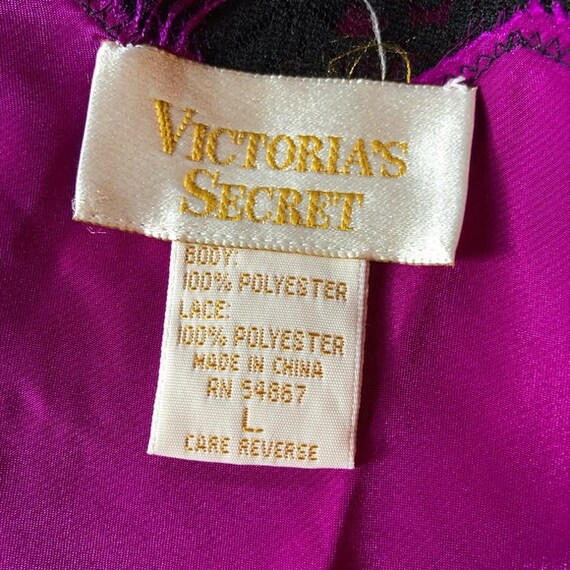 VICTORIA'S
SECRET
BODY:
100% POLYESTER
LACE:
100% POLYESTER
MADE IN CHINA
RN 54867
L
CARE REVERSE